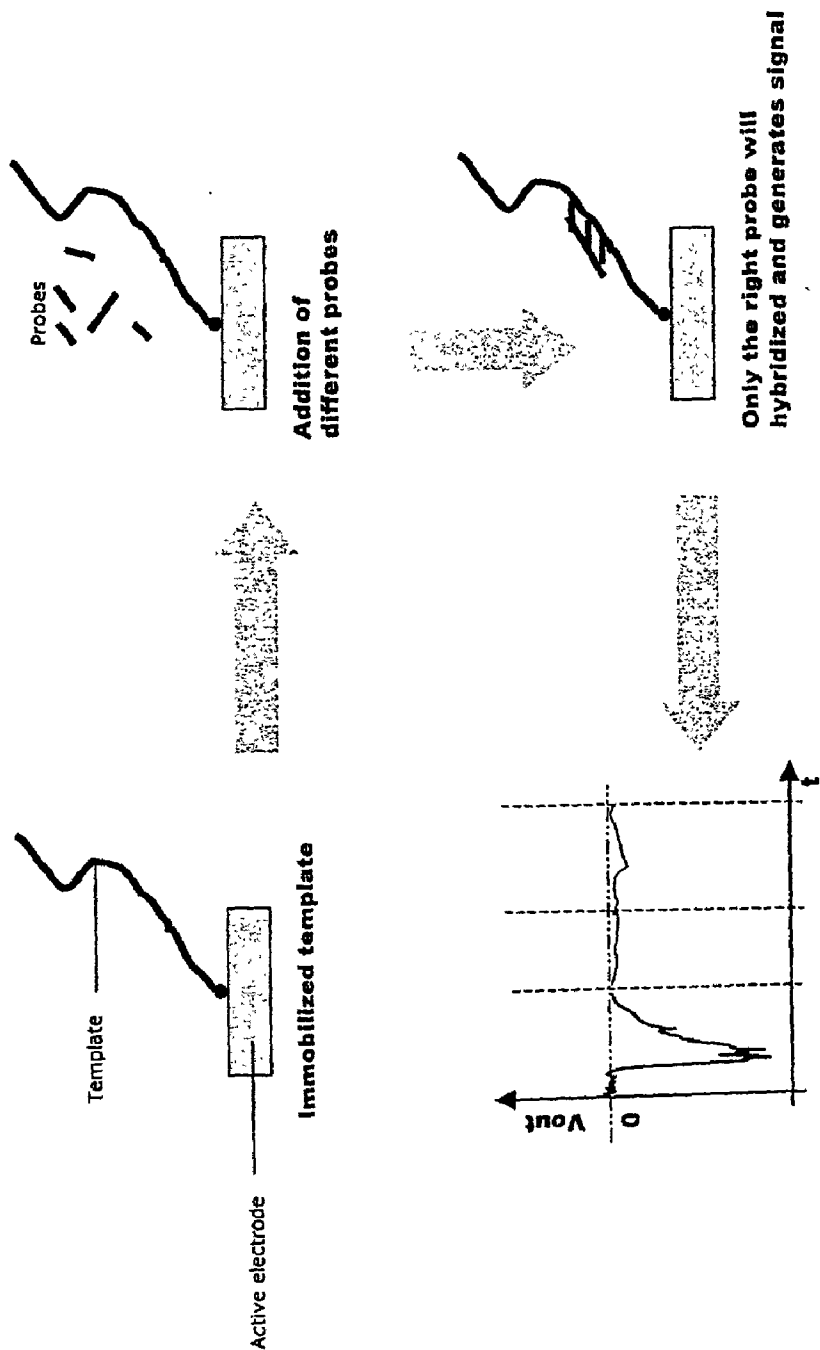 Template
Active electrode
Immobilized template
Probes
Addition of
different probes
Only the right probe will
hybridized and generates signal
Vout
0
t